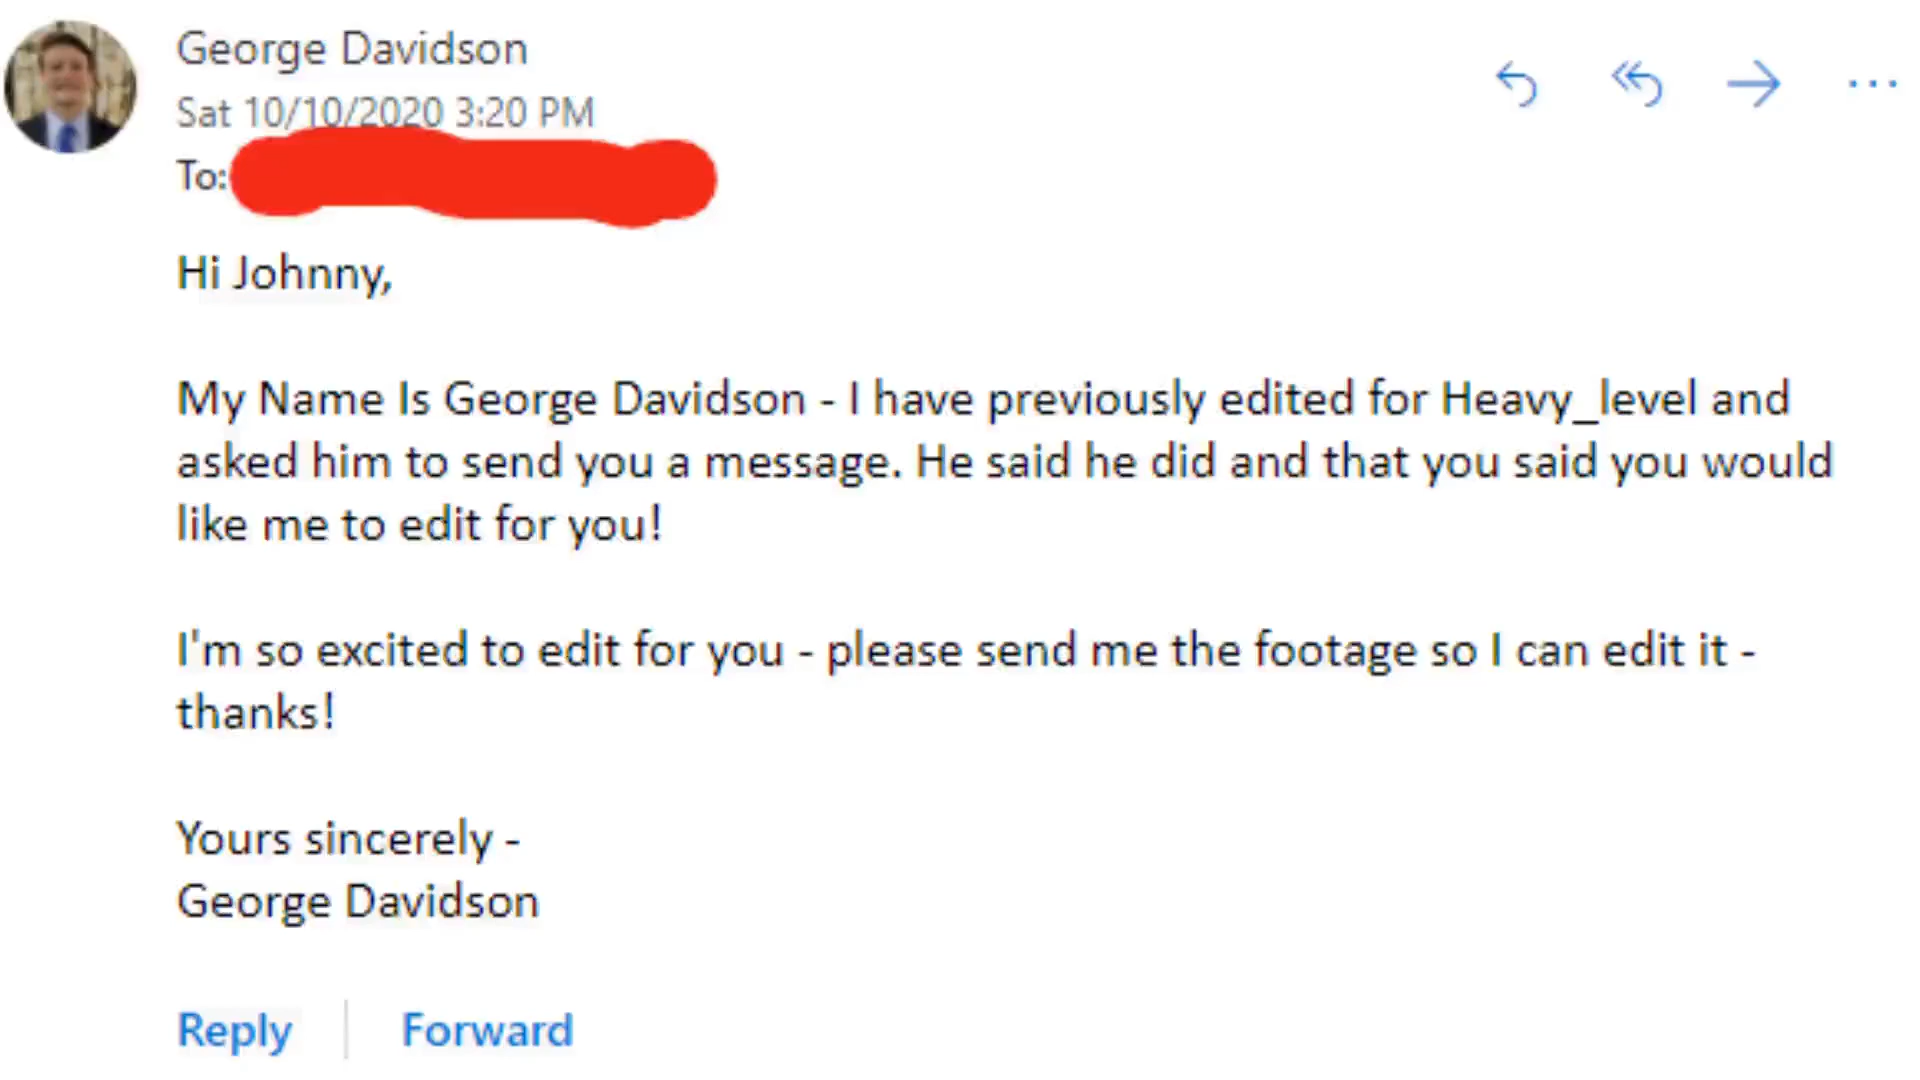 George Davidson
Sat 10/10/2020 3:20 PM
To:
Hi Johnny,
My Name Is George Davidson - I have previously edited for Heavy_level and
asked him to send you a message. He said he did and that you said you would
like me to edit for you!
I'm so excited to edit for you - please send me the footage so I can edit it -
thanks!
Yours sincerely -
George Davidson
Reply
Forward